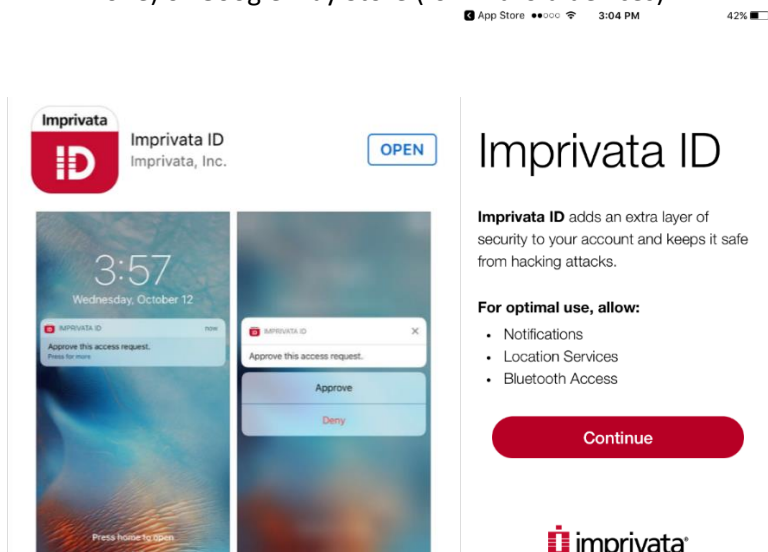 App Store 3:04 PM 42%
Imprivata
ID
Imprivata ID
Imprivata, Inc.
OPEN
3:57
Wednesday, October 12
IMPRIVATA ID now
Approve this access request.
Press for more
Press home to open
IMPRIVATA ID
Approve this access request.
Approve
Deny
Imprivata ID
Imprivata ID adds an extra layer of
security to your account and keeps it safe
from hacking attacks.
For optimal use, allow:
• Notifications
• Location Services
• Bluetooth Access
Continue
imprivata®